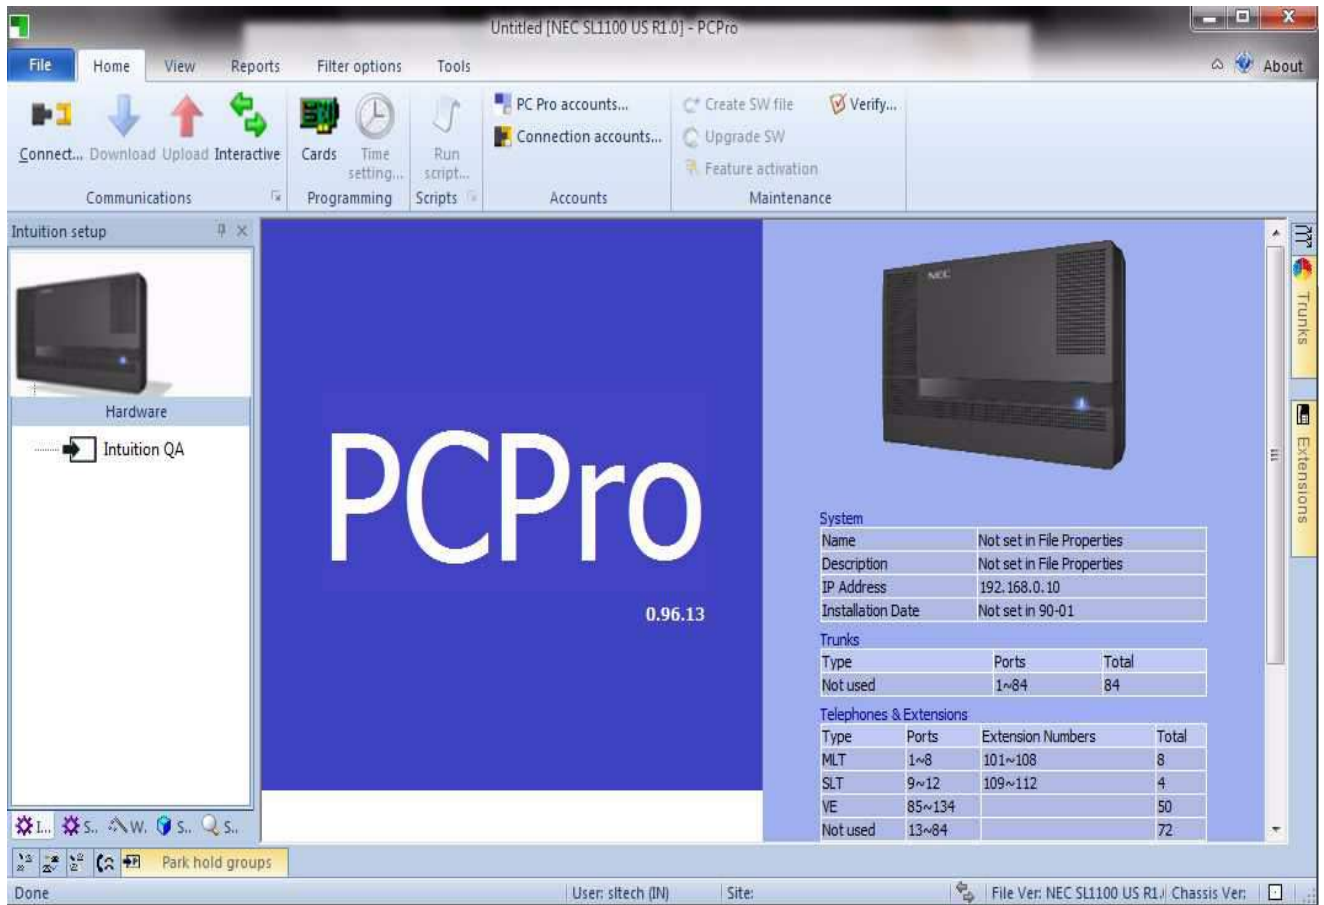 Untitled [NEC SL1100 US R1.0] - PCPro
File Home View Reports Filter options Tools About
Connect... Download Upload Interactive Cards Time setting... Run script...
PC Pro accounts...
Connection accounts...
Create SW file
Upgrade SW
Feature activation
Verify...
Communications Programming Scripts Accounts Maintenance
Intuition setup
Hardware
Intuition QA
PCPro
0.96.13
NEC
System
Name Not set in File Properties
Description Not set in File Properties
IP Address 192.168.0.10
Installation Date Not set in 90-01
Trunks
Type Ports Total
Not used 1~84 84
Telephones & Extensions
Type Ports Extension Numbers Total
MLT 1~8 101~108 8
SLT 9~12 109~112 4
VE 85~134 50
Not used 13~84 72
Trunks
Extensions
I... S.. W. S.. S..
Park hold groups
Done User: sltech (IN) Site: File Ver: NEC SL1100 US R1. Chassis Ver: